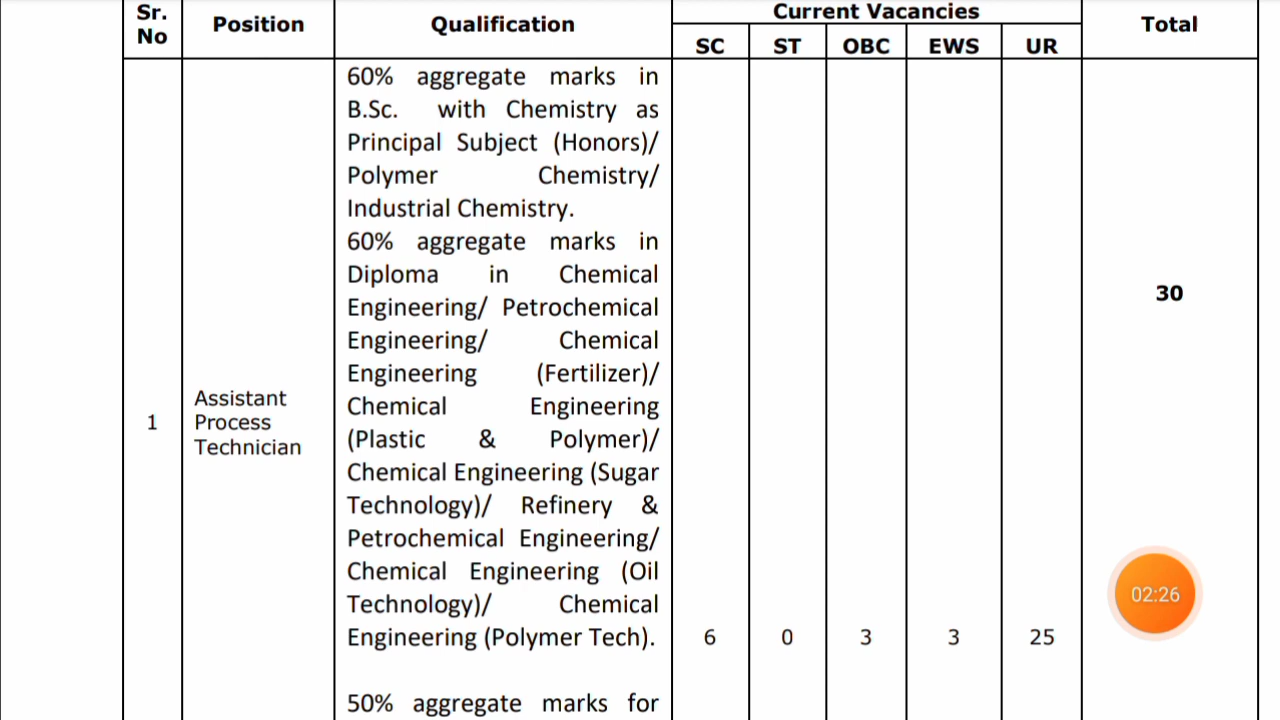 Sr. No
Position
Qualification
Current Vacancies
Total
SC
ST
OBC
EWS
UR
1
Assistant
Process
Technician
60% aggregate marks in
B.Sc. with Chemistry as
Principal Subject (Honors)/
Polymer Chemistry/
Industrial Chemistry.
60% aggregate marks in
Diploma in Chemical
Engineering/ Petrochemical
Engineering/ Chemical
Engineering (Fertilizer)/
Chemical Engineering
(Plastic & Polymer)/
Chemical Engineering (Sugar
Technology)/ Refinery &
Petrochemical Engineering/
Chemical Engineering (Oil
Technology)/ Chemical
Engineering (Polymer Tech).
50% aggregate marks for
6
0
3
3
25
30
02:26